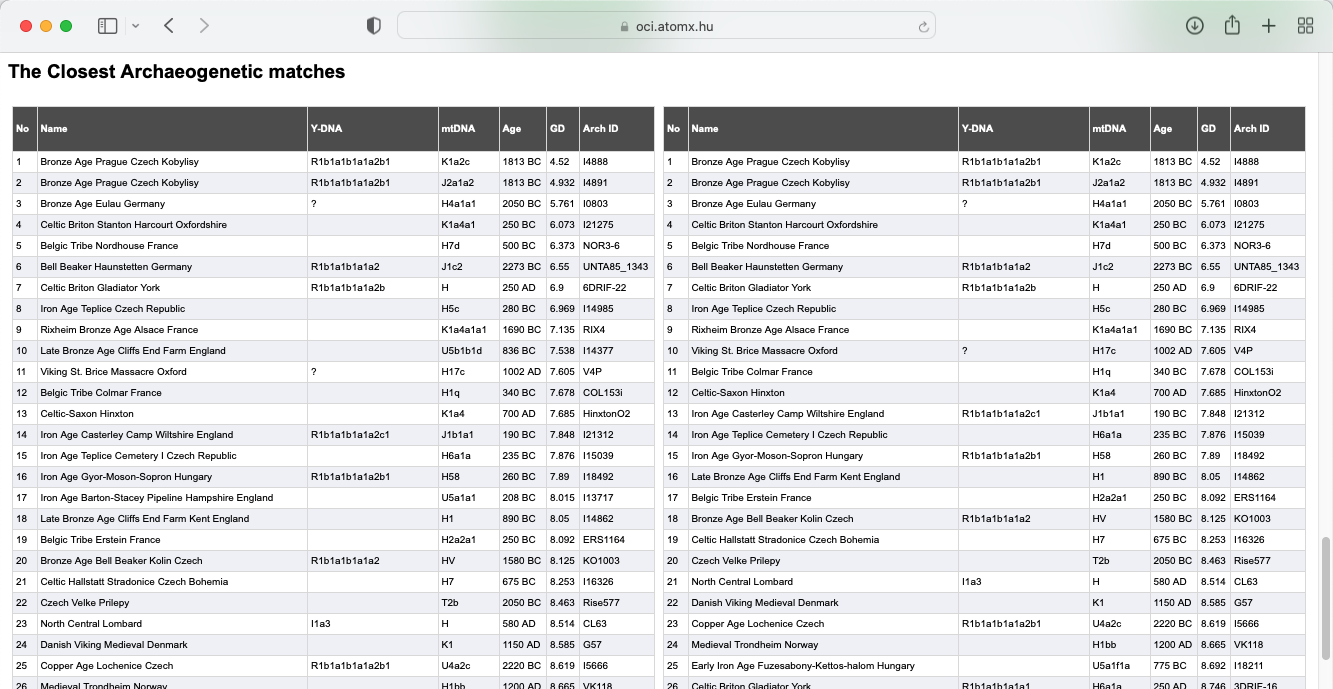 oci.atomx.hu
The Closest Archaeogenetic matches
No Name Y-DNA mtDNA Age GD Arch ID
1 Bronze Age Prague Czech Kobylisy R1b1a1b1a1a2b1 K1a2c 1813 BC 4.52 I4888
2 Bronze Age Prague Czech Kobylisy R1b1a1b1a1a2b1 J2a1a2 1813 BC 4.932 I4891
3 Bronze Age Eulau Germany ? H4a1a1 2050 BC 5.761 I0803
4 Celtic Briton Stanton Harcourt Oxfordshire K1a4a1 250 BC 6.073 I21275
5 Belgic Tribe Nordhouse France H7d 500 BC 6.373 NOR3-6
6 Bell Beaker Haunstetten Germany R1b1a1b1a1a2 J1c2 2273 BC 6.55 UNTA85_1343
7 Celtic Briton Gladiator York R1b1a1b1a1a2b H 250 AD 6.9 6DRIF-22
8 Iron Age Teplice Czech Republic H5c 280 BC 6.969 I14985
9 Rixheim Bronze Age Alsace France K1a4a1a1 1690 BC 7.135 RIX4
10 Late Bronze Age Cliffs End Farm England U5b1b1d 836 BC 7.538 I14377
11 Viking St. Brice Massacre Oxford ? H17c 1002 AD 7.605 V4P
12 Belgic Tribe Colmar France H1q 340 BC 7.678 COL153i
13 Celtic-Saxon Hinxton K1a4 700 AD 7.685 HinxtonO2
14 Iron Age Casterley Camp Wiltshire England R1b1a1b1a1a2c1 J1b1a1 190 BC 7.848 I21312
15 Iron Age Teplice Cemetery I Czech Republic H6a1a 235 BC 7.876 I15039
16 Iron Age Gyor-Moson-Sopron Hungary R1b1a1b1a1a2b1 H58 260 BC 7.89 I18492
17 Iron Age Barton-Stacey Pipeline Hampshire England U5a1a1 208 BC 8.015 I13717
18 Late Bronze Age Cliffs End Farm Kent England H1 890 BC 8.05 I14862
19 Belgic Tribe Erstein France H2a2a1 250 BC 8.092 ERS1164
20 Bronze Age Bell Beaker Kolin Czech R1b1a1b1a1a2 HV 1580 BC 8.125 KO1003
21 Celtic Hallstatt Stradonice Czech Bohemia H7 675 BC 8.253 I16326
22 Czech Velke Prilepy T2b 2050 BC 8.463 Rise577
23 North Central Lombard I1a3 H 580 AD 8.514 CL63
24 Danish Viking Medieval Denmark K1 1150 AD 8.585 G57
25 Copper Age Lochenice Czech R1b1a1b1a1a2b1 U4a2c 2220 BC 8.619 I5666
26 Medieval Trondheim Norway H1bb 1200 AD 8.665 VK118
No Name Y-DNA mtDNA Age GD Arch ID
1 Bronze Age Prague Czech Kobylisy R1b1a1b1a1a2b1 K1a2c 1813 BC 4.52 I4888
2 Bronze Age Prague Czech Kobylisy R1b1a1b1a1a2b1 J2a1a2 1813 BC 4.932 I4891
3 Bronze Age Eulau Germany ? H4a1a1 2050 BC 5.761 I0803
4 Celtic Briton Stanton Harcourt Oxfordshire K1a4a1 250 BC 6.073 I21275
5 Belgic Tribe Nordhouse France H7d 500 BC 6.373 NOR3-6
6 Bell Beaker Haunstetten Germany R1b1a1b1a1a2 J1c2 2273 BC 6.55 UNTA85_1343
7 Celtic Briton Gladiator York R1b1a1b1a1a2b H 250 AD 6.9 6DRIF-22
8 Iron Age Teplice Czech Republic H5c 280 BC 6.969 I14985
9 Rixheim Bronze Age Alsace France K1a4a1a1 1690 BC 7.135 RIX4
10 Viking St. Brice Massacre Oxford ? H17c 1002 AD 7.605 V4P
11 Belgic Tribe Colmar France H1q 340 BC 7.678 COL153i
12 Celtic-Saxon Hinxton K1a4 700 AD 7.685 HinxtonO2
13 Iron Age Casterley Camp Wiltshire England R1b1a1b1a1a2c1 J1b1a1 190 BC 7.848 I21312
14 Iron Age Teplice Cemetery I Czech Republic H6a1a 235 BC 7.876 I15039
15 Iron Age Gyor-Moson-Sopron Hungary R1b1a1b1a1a2b1 H58 260 BC 7.89 I18492
16 Late Bronze Age Cliffs End Farm Kent England H1 890 BC 8.05 I14862
17 Belgic Tribe Erstein France H2a2a1 250 BC 8.092 ERS1164
18 Bronze Age Bell Beaker Kolin Czech R1b1a1b1a1a2 HV 1580 BC 8.125 KO1003
19 Celtic Hallstatt Stradonice Czech Bohemia H7 675 BC 8.253 I16326
20 Czech Velke Prilepy T2b 2050 BC 8.463 Rise577
21 North Central Lombard I1a3 H 580 AD 8.514 CL63
22 Danish Viking Medieval Denmark K1 1150 AD 8.585 G57
23 Copper Age Lochenice Czech R1b1a1b1a1a2b1 U4a2c 2220 BC 8.619 I5666
24 Medieval Trondheim Norway H1bb 1200 AD 8.665 VK118
25 Early Iron Age Fuzesabony-Kettos-halom Hungary U5a1f1a 775 BC 8.692 I18211
26 Celtic Briton Gladiator York R1b1a1b1a1a1 H6a1a 250 AD 8.746 3DRIF-16